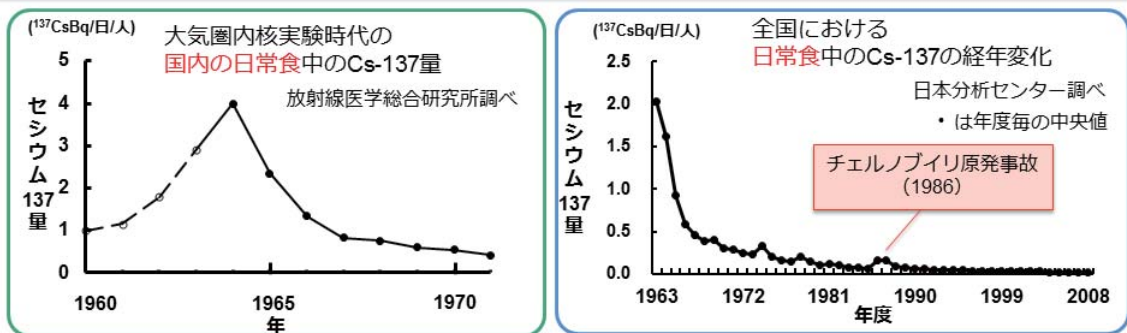 (¹³⁷CsBq/日/人)
大気圏内核実験時代の
国内の日常食中のCs-137量
放射線医学総合研究所調べ
セシウム137量
5
4
3
2
1
0
1960
1965
1970
年
(¹³⁷CsBq/日/人)
全国における
日常食中のCs-137の経年変化
日本分析センター調べ
・は年度毎の中央値
チェルノブイリ原発事故
（1986）
セシウム137量
2.5
2.0
1.5
1.0
0.5
0.0
1963
1972
1981
1990
1999
2008
年度